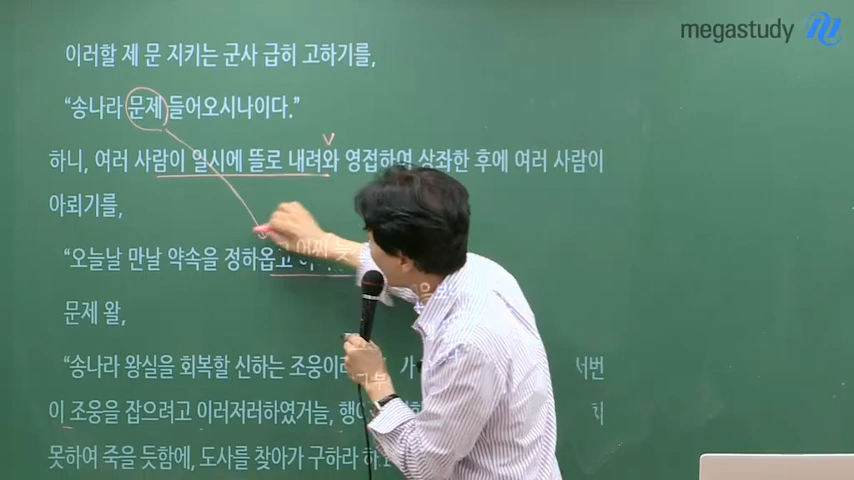 megastudy
이러할 제 문 지키는 군사 급히 고하기를,
“송나라 문제 들어오시나이다.”
하니, 여러 사람이 일시에 뜰로 내려와 영접하여 상좌한 후에 여러 사람이
아뢰기를,
“오늘날 만날 약속을 정하옵고 어찌
문제 왈,
“송나라 왕실을 회복할 신하는 조웅이 서번
이 조웅을 잡으려고 이러저러하였거늘,
못하여 죽을 듯함에, 도사를 찾아가 구하라